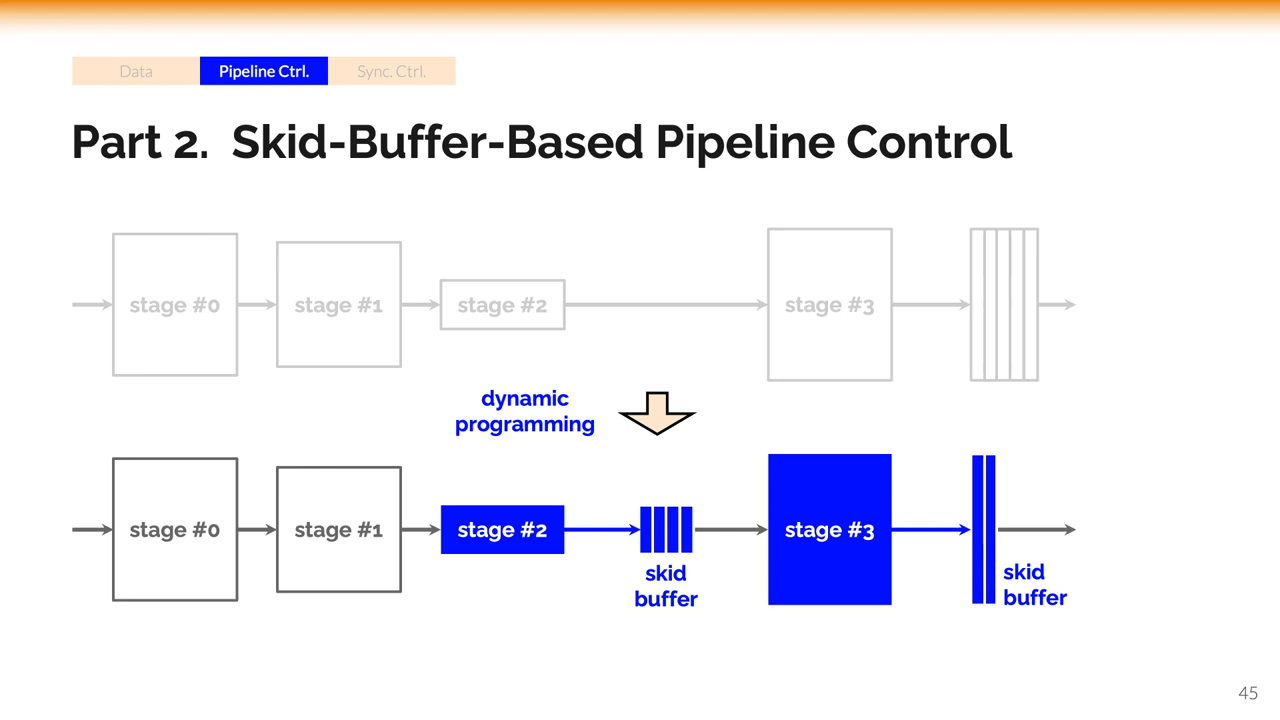 Data
Pipeline Ctrl.
Sync. Ctrl.
Part 2. Skid-Buffer-Based Pipeline Control
stage #0
stage #1
stage #2
stage #3
dynamic
programming
stage #0
stage #1
stage #2
stage #3
skid
buffer
skid
buffer
45